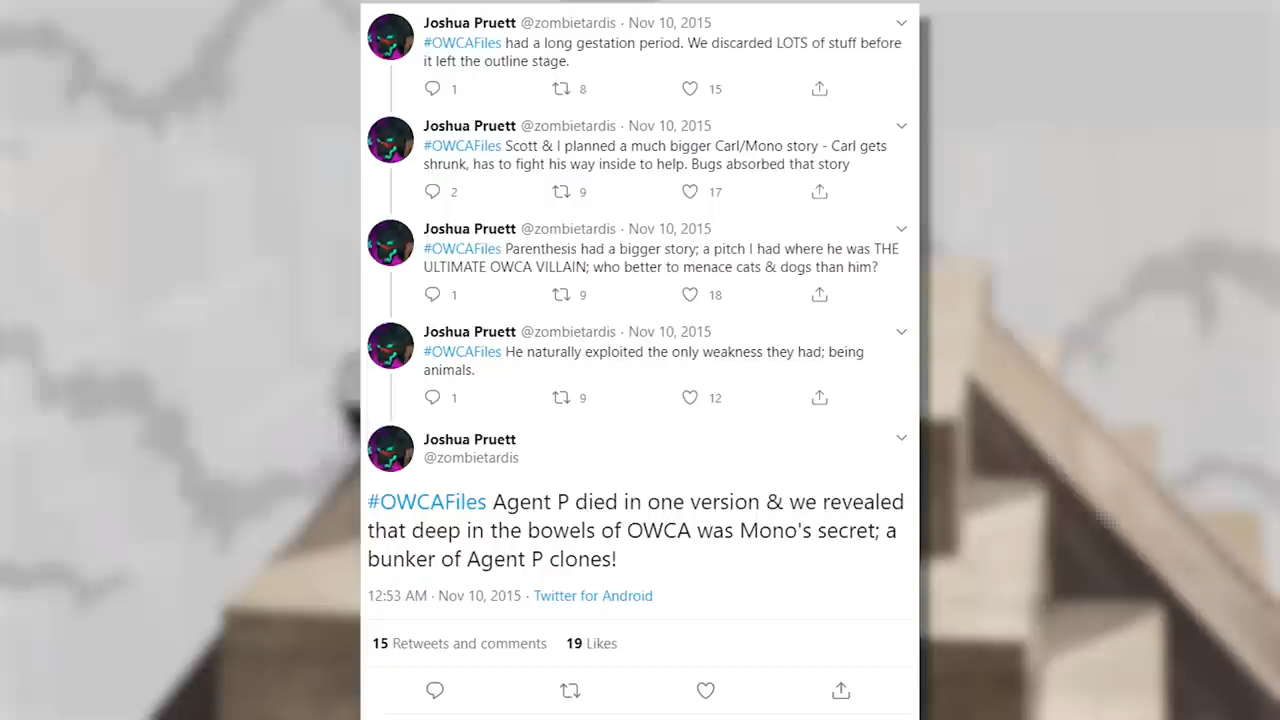 Joshua Pruett @zombietardis · Nov 10, 2015
#OWCAFiles had a long gestation period. We discarded LOTS of stuff before
it left the outline stage.
1 8 15
Joshua Pruett @zombietardis · Nov 10, 2015
#OWCAFiles Scott & I planned a much bigger Carl/Mono story - Carl gets
shrunk, has to fight his way inside to help. Bugs absorbed that story
2 9 17
Joshua Pruett @zombietardis · Nov 10, 2015
#OWCAFiles Parenthesis had a bigger story; a pitch I had where he was THE
ULTIMATE OWCA VILLAIN; who better to menace cats & dogs than him?
1 9 18
Joshua Pruett @zombietardis · Nov 10, 2015
#OWCAFiles He naturally exploited the only weakness they had; being
animals.
1 9 12
Joshua Pruett
@zombietardis
#OWCAFiles Agent P died in one version & we revealed
that deep in the bowels of OWCA was Mono's secret; a
bunker of Agent P clones!
12:53 AM · Nov 10, 2015 · Twitter for Android
15 Retweets and comments 19 Likes